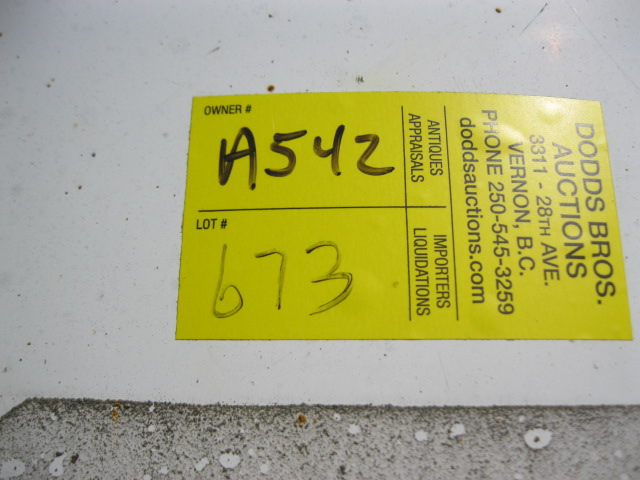 OWNER #
A542
LOT #
673
ANTIQUES
APPRAISALS
IMPORTERS
LIQUIDATIONS
DODDS BROS.
AUCTIONS
3311 - 28TH AVE.
VERNON, B.C.
PHONE 250-545-3259
doddsauctions.com